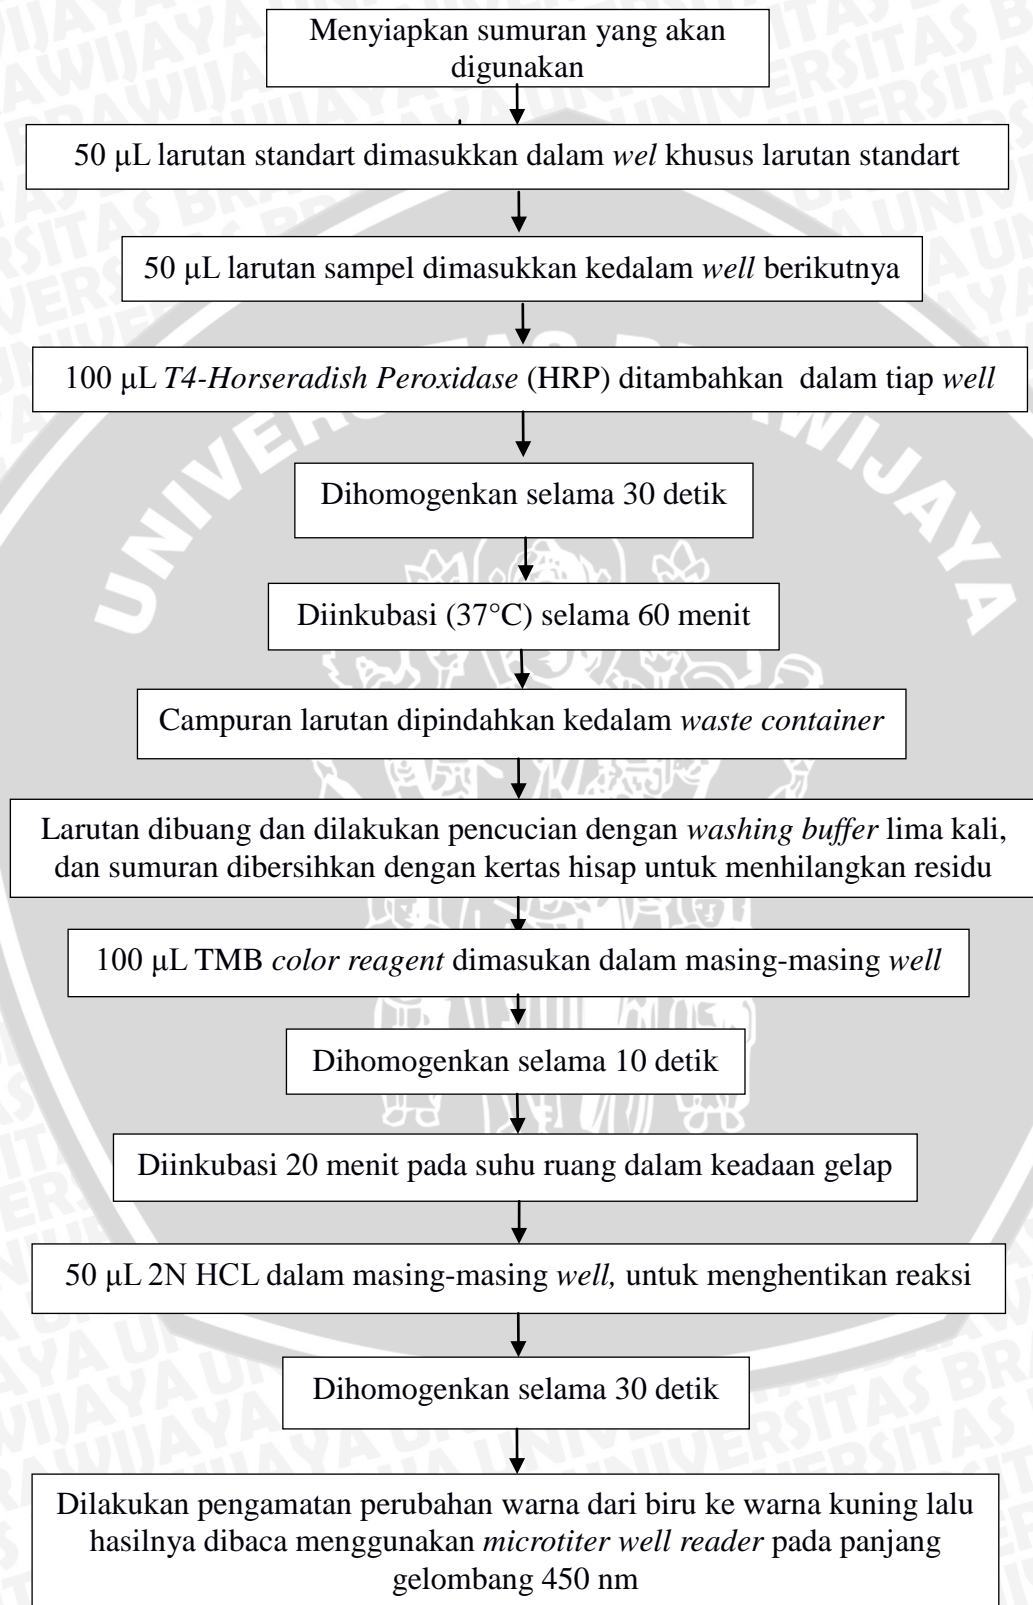 Menyiapkan sumuran yang akan
digunakan
50 μL larutan standart dimasukkan dalam wel khusus larutan standart
50 μL larutan sampel dimasukkan kedalam well berikutnya
100 μL T4-Horseradish Peroxidase (HRP) ditambahkan dalam tiap well
Dihomogenkan selama 30 detik
Diinkubasi (37°C) selama 60 menit
Campuran larutan dipindahkan kedalam waste container
Larutan dibuang dan dilakukan pencucian dengan washing buffer lima kali,
dan sumuran dibersihkan dengan kertas hisap untuk menhilangkan residu
100 μL TMB color reagent dimasukan dalam masing-masing well
Dihomogenkan selama 10 detik
Diinkubasi 20 menit pada suhu ruang dalam keadaan gelap
50 μL 2N HCL dalam masing-masing well, untuk menghentikan reaksi
Dihomogenkan selama 30 detik
Dilakukan pengamatan perubahan warna dari biru ke warna kuning lalu
hasilnya dibaca menggunakan microtiter well reader pada panjang
gelombang 450 nm